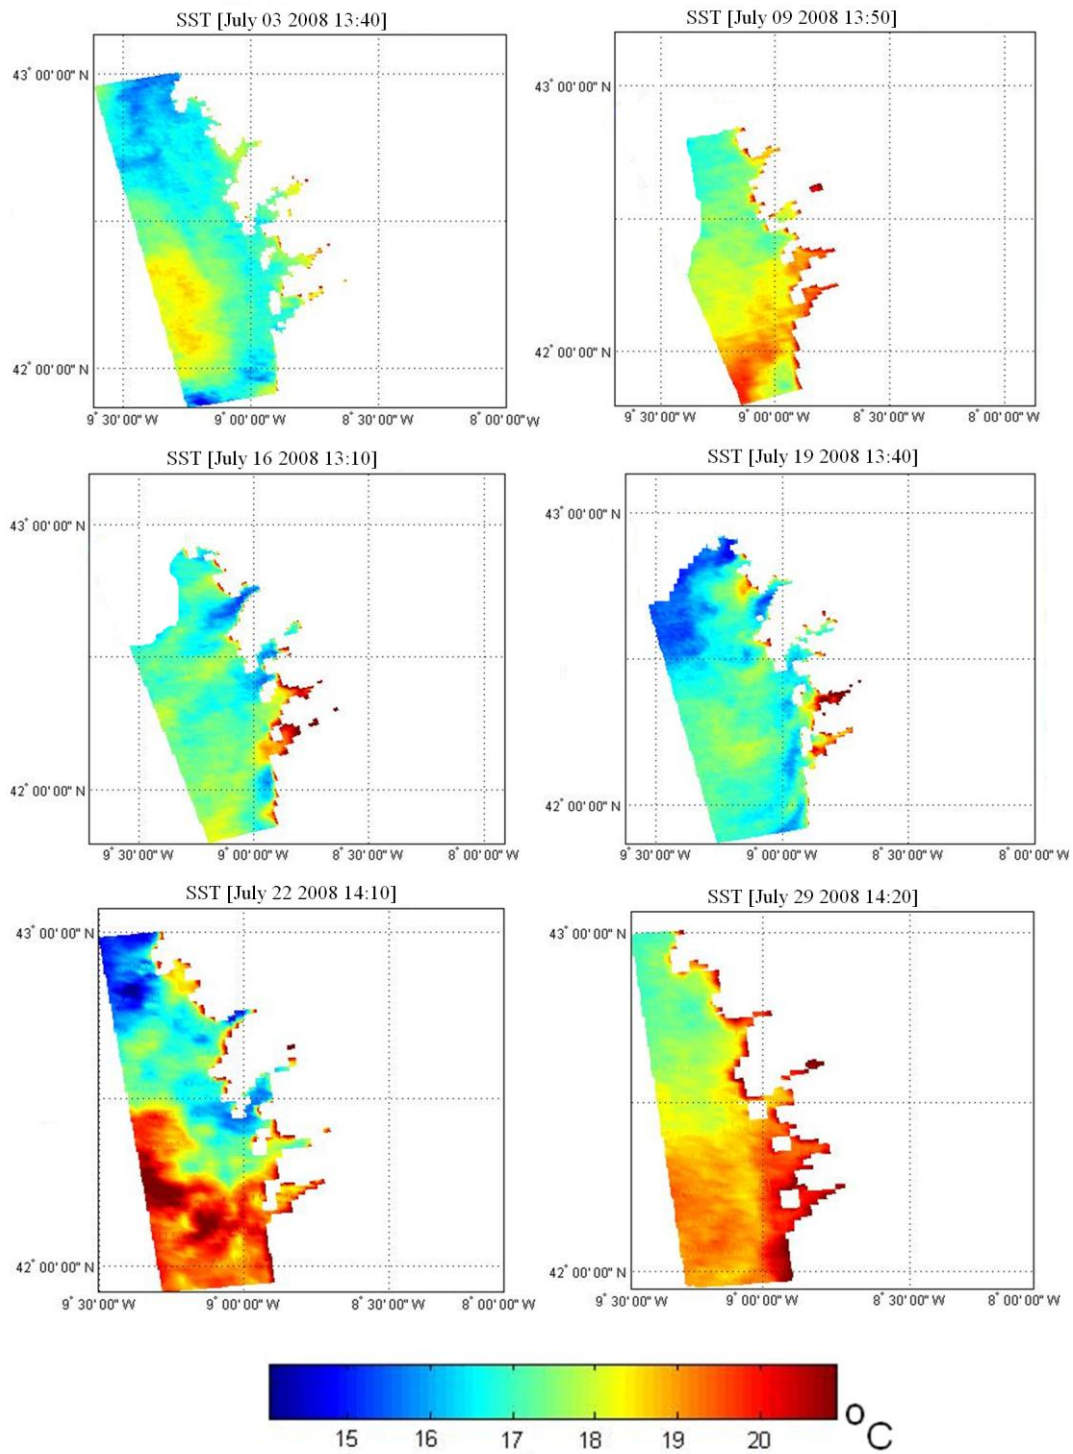 SST [July 03 2008 13:40]
43° 00' 00" N
42° 00' 00" N
9° 30' 00" W 9° 00' 00" W 8° 30' 00" W 8° 00' 00" W
SST [July 09 2008 13:50]
43° 00' 00" N
42° 00' 00" N
9° 30' 00" W 9° 00' 00" W 8° 30' 00" W 8° 00' 00" W
SST [July 16 2008 13:10]
43° 00' 00" N
42° 00' 00" N
9° 30' 00" W 9° 00' 00" W 8° 30' 00" W 8° 00' 00" W
SST [July 19 2008 13:40]
43° 00' 00" N
42° 00' 00" N
9° 30' 00" W 9° 00' 00" W 8° 30' 00" W 8° 00' 00" W
SST [July 22 2008 14:10]
43° 00' 00" N
42° 00' 00" N
9° 30' 00" W 9° 00' 00" W 8° 30' 00" W 8° 00' 00" W
SST [July 29 2008 14:20]
43° 00' 00" N
42° 00' 00" N
9° 30' 00" W 9° 00' 00" W 8° 30' 00" W 8° 00' 00" W
15 16 17 18 19 20 °C